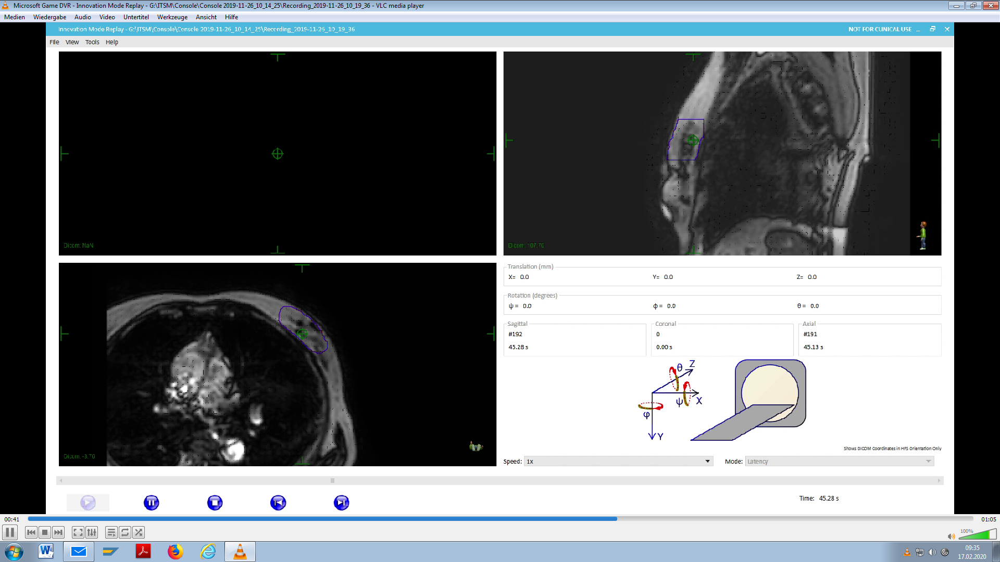 Microsoft Game DVR - Innovation Mode Replay - G:\ITSM\Console\Console 2019-11-26_10_14_25\Recording_2019-11-26_10_19_36 - VLC media player
Medien Wiedergabe Audio Video Untertitel Werkzeuge Ansicht Hilfe
Innovation Mode Replay - G:\ITSM\Console\Console 2019-11-26_10_14_25\Recording_2019-11-26_10_19_36 NOT FOR CLINICAL USE
File View Tools Help
Dicom: NaN
Dicom: 107.70
Dicom: -3.70
Translation (mm)
X= 0.0 Y= 0.0 Z= 0.0
Rotation (degrees)
ψ = 0.0 ϕ = 0.0 θ = 0.0
Sagittal Coronal Axial
#192 0 #191
45.28 s 0.00 s 45.13 s
θ Z
ψ X
φ
Y
Shows DICOM Coordinates in HFS Orientation Only
Speed: 1x Mode: Latency
Time: 45.28 s
00:41 01:05
100%
09:35
17.02.2020